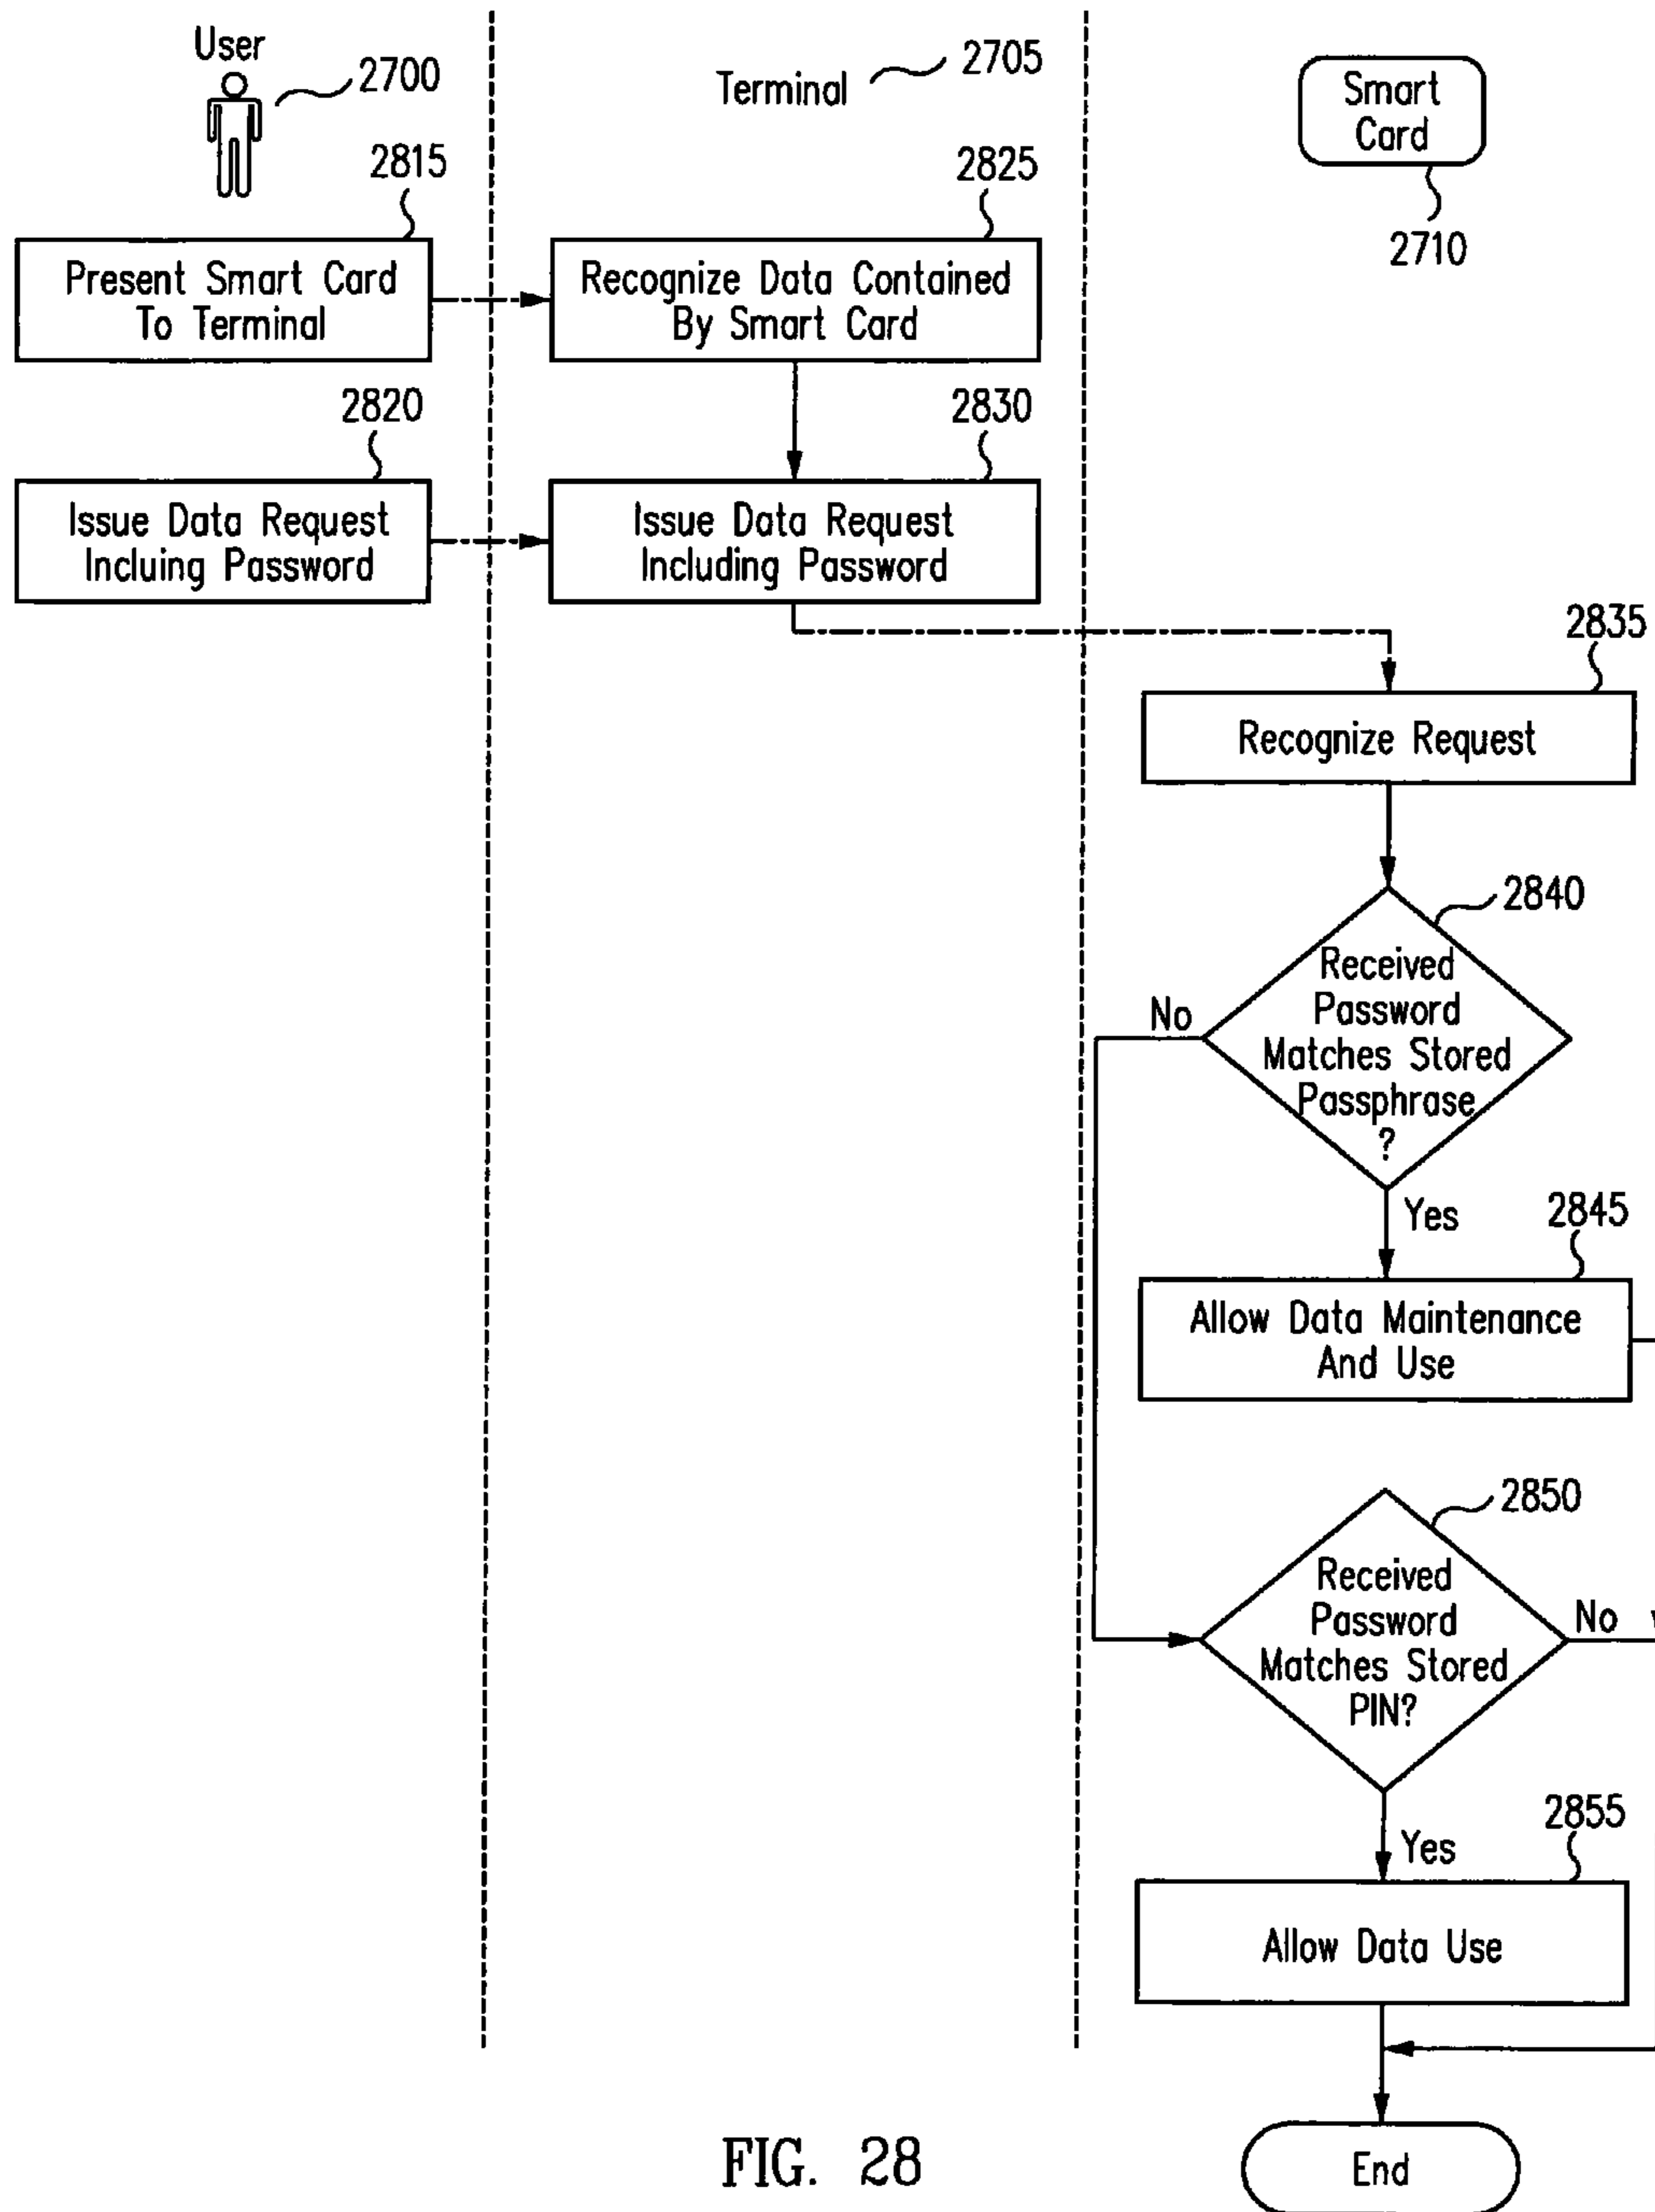 User
2700
Terminal
2705
Smart
Card
2710
2815
Present Smart Card
To Terminal
2825
Recognize Data Contained
By Smart Card
2820
Issue Data Request
Incluing Password
2830
Issue Data Request
Including Password
2835
Recognize Request
2840
Received
Password
Matches Stored
Passphrase
?
No
Yes
2845
Allow Data Maintenance
And Use
2850
Received
Password
Matches Stored
PIN?
No
Yes
2855
Allow Data Use
End
FIG. 28